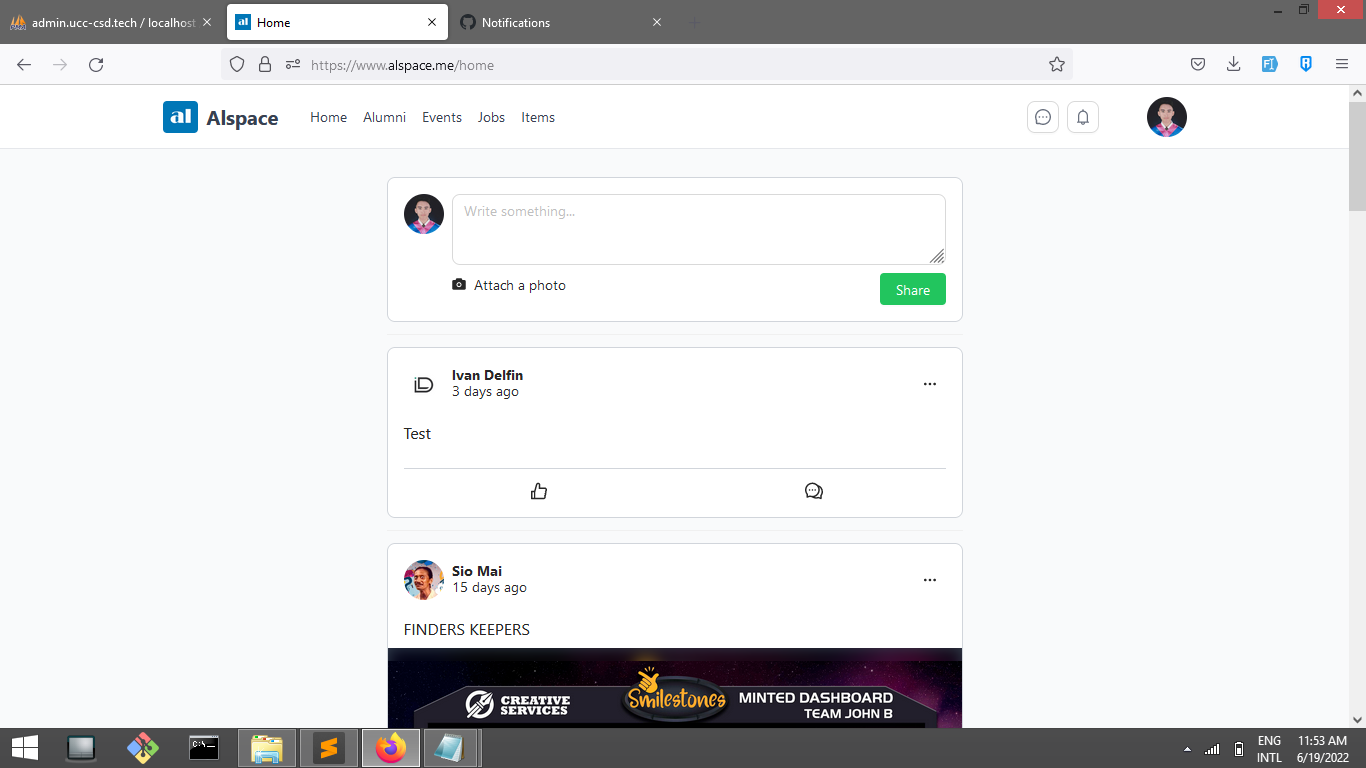 admin.ucc-csd.tech / localhost
al Home
Notifications
https://www.alspace.me/home
al Alspace Home Alumni Events Jobs Items
Write something...
Attach a photo
Share
Ivan Delfin
3 days ago
Test
Sio Mai
15 days ago
FINDERS KEEPERS
CREATIVE
SERVICES
Smilestones
MINTED DASHBOARD
TEAM JOHN B
ENG 11:53 AM
INTL 6/19/2022